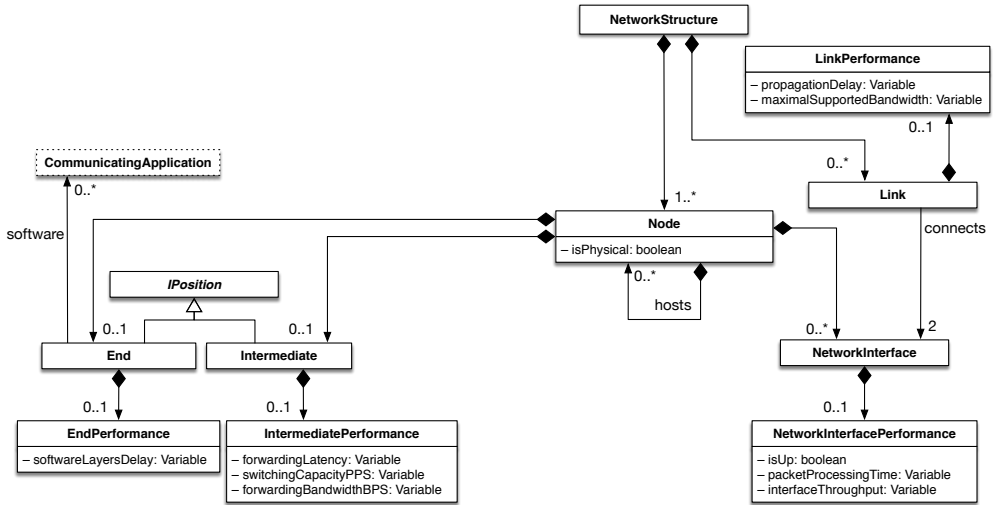 NetworkStructure
LinkPerformance
– propagationDelay: Variable
– maximalSupportedBandwidth: Variable
0..1
CommunicatingApplication
0..*
0..*
Link
software
1..*
Node
– isPhysical: boolean
connects
0..*
hosts
IPosition
0..1
0..1
0..*
2
End
Intermediate
NetworkInterface
0..1
0..1
0..1
EndPerformance
– softwareLayersDelay: Variable
IntermediatePerformance
– forwardingLatency: Variable
– switchingCapacityPPS: Variable
– forwardingBandwidthBPS: Variable
NetworkInterfacePerformance
– isUp: boolean
– packetProcessingTime: Variable
– interfaceThroughput: Variable